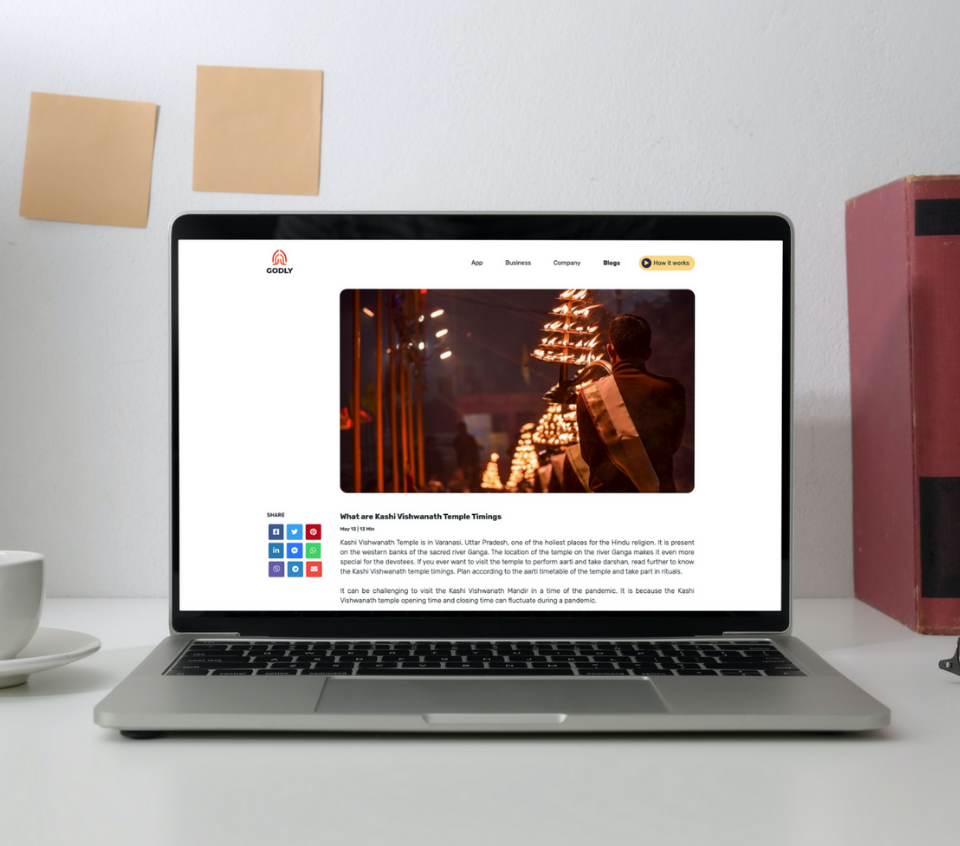 GODLY
App Business Company Blogs How it works
SHARE
What are Kashi Vishwanath Temple Timings
May 13 | 13 Min
Kashi Vishwanath Temple is in Varanasi, Uttar Pradesh, one of the holiest places for the Hindu religion. It is present
on the western banks of the sacred river Ganga. The location of the temple on the river Ganga makes it even more
special for the devotees. If you ever want to visit the temple to perform aarti and take darshan, read further to know
the Kashi Vishwanath temple timings. Plan according to the aarti timetable of the temple and take part in rituals.
It can be challenging to visit the Kashi Vishwanath Mandir in a time of the pandemic. It is because the Kashi
Vishwanath temple opening time and closing time can fluctuate during a pandemic.